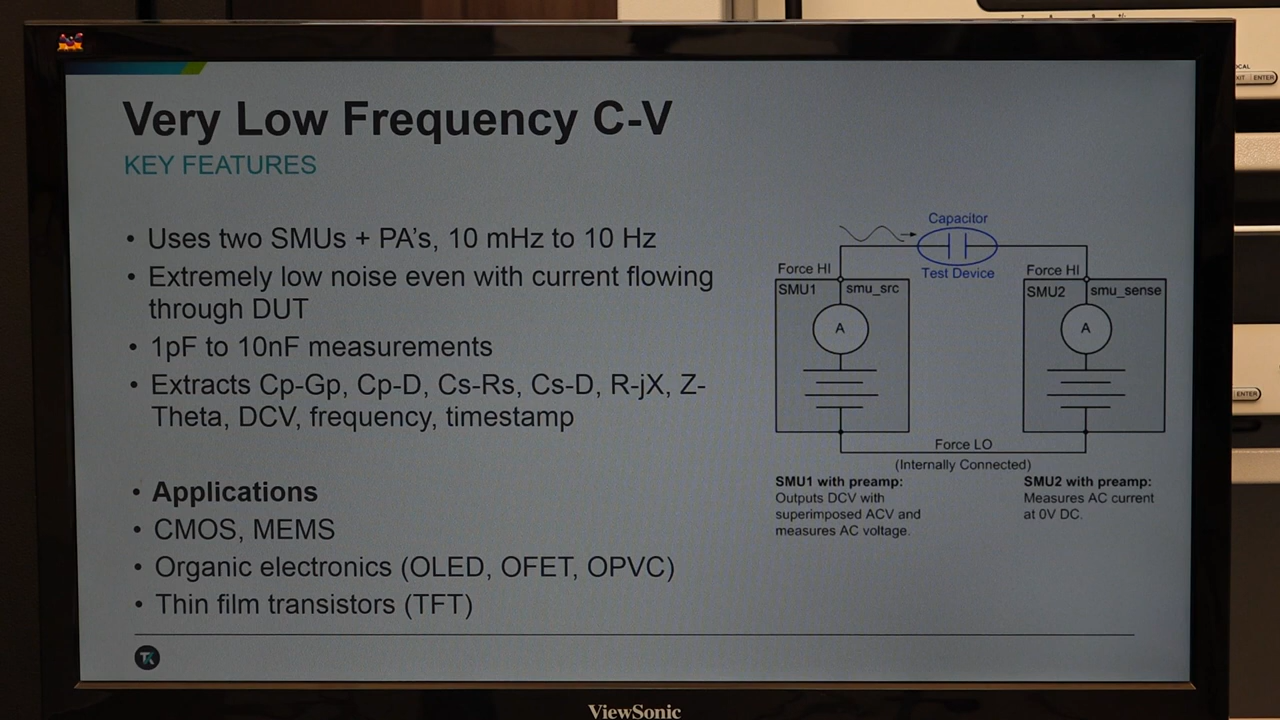 Very Low Frequency C-V
KEY FEATURES
• Uses two SMUs + PA's, 10 mHz to 10 Hz
• Extremely low noise even with current flowing
through DUT
• 1pF to 10nF measurements
• Extracts Cp-Gp, Cp-D, Cs-Rs, Cs-D, R-jX, Z-
Theta, DCV, frequency, timestamp
• Applications
• CMOS, MEMS
• Organic electronics (OLED, OFET, OPVC)
• Thin film transistors (TFT)
Capacitor
Test Device
Force HI
SMU1
smu_src
A
Force HI
SMU2
smu_sense
A
Force LO
(Internally Connected)
SMU1 with preamp:
Outputs DCV with
superimposed ACV and
measures AC voltage.
SMU2 with preamp:
Measures AC current
at 0V DC.
ViewSonic
ENTER
ENTER